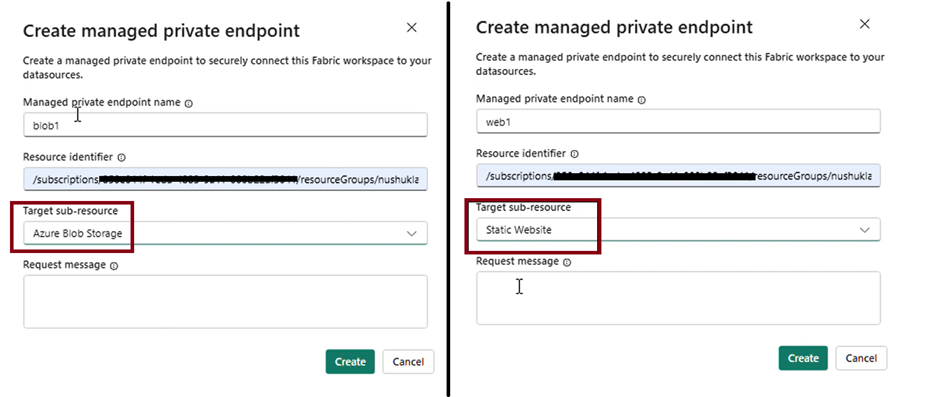 Create managed private endpoint
Create a managed private endpoint to securely connect this Fabric workspace to your
datasources.
Managed private endpoint name
blob1
Resource identifier
/subscriptions/ /resourceGroups/nushukla
Target sub-resource
Azure Blob Storage
Request message
Create Cancel
Create managed private endpoint
Create a managed private endpoint to securely connect this Fabric workspace to your
datasources.
Managed private endpoint name
web1
Resource identifier
/subscriptions/ resourceGroups/nushukla
Target sub-resource
Static Website
Request message
Create Cancel